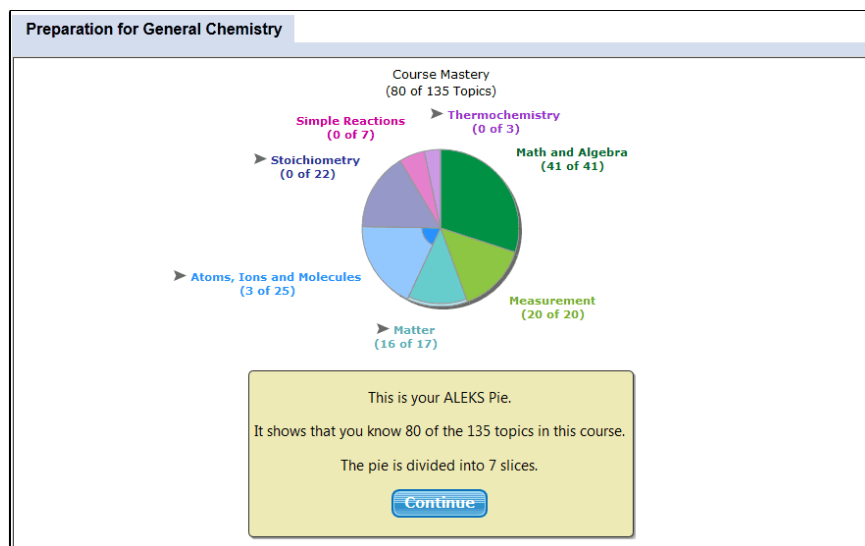 Preparation for General Chemistry
Course Mastery
(80 of 135 Topics)
Thermochemistry
(0 of 3)
Simple Reactions
(0 of 7)
Math and Algebra
(41 of 41)
Stoichiometry
(0 of 22)
Atoms, Ions and Molecules
(3 of 25)
Measurement
(20 of 20)
Matter
(16 of 17)
This is your ALEKS Pie.
It shows that you know 80 of the 135 topics in this course.
The pie is divided into 7 slices.
Continue